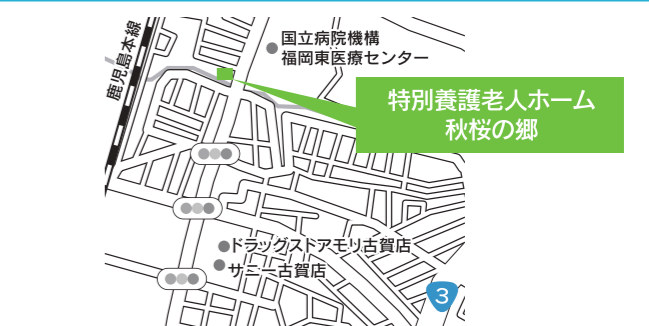 鹿児島本線
国立病院機構
福岡東医療センター
特別養護老人ホーム
秋桜の郷
ドラッグストアモリ古賀店
サニー古賀店
3